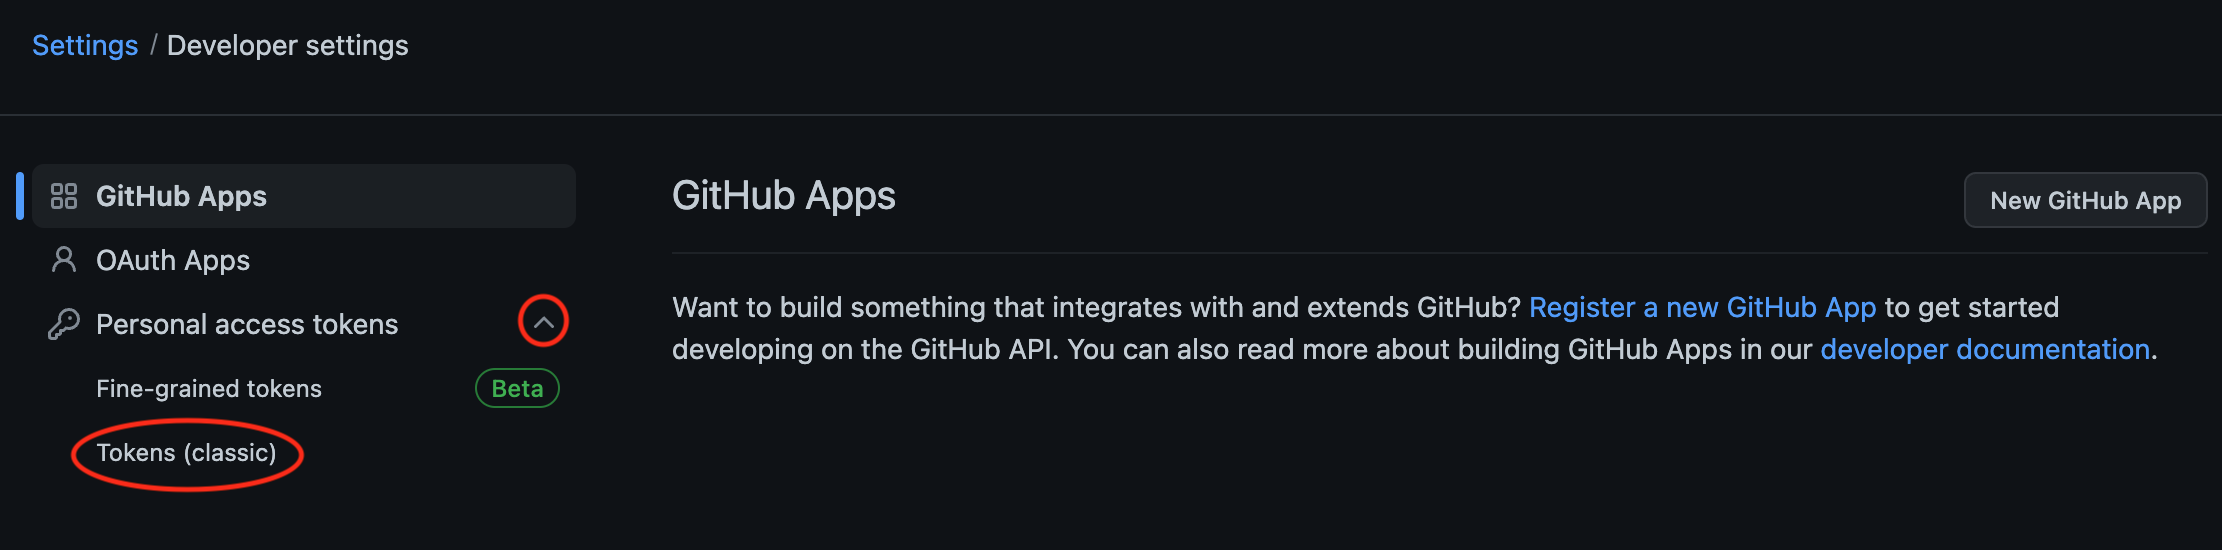 Settings / Developer settings
GitHub Apps
OAuth Apps
Personal access tokens
Fine-grained tokens Beta
Tokens (classic)
GitHub Apps
New GitHub App
Want to build something that integrates with and extends GitHub? Register a new GitHub App to get started
developing on the GitHub API. You can also read more about building GitHub Apps in our developer documentation.